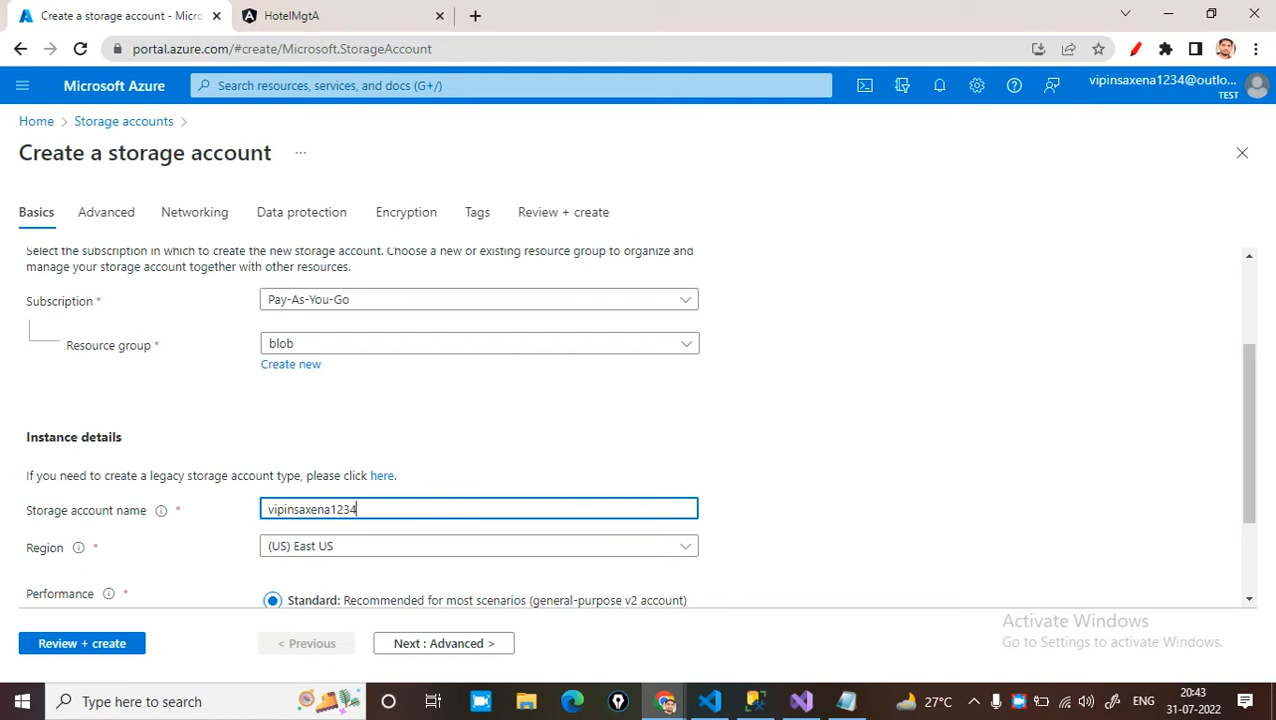 Create a storage account - Micro
HotelMgtA
portal.azure.com/#create/Microsoft.StorageAccount
Microsoft Azure
Search resources, services, and docs (G+/)
vipinsaxena1234@outlo...
TEST
Home > Storage accounts >
Create a storage account ...
Basics Advanced Networking Data protection Encryption Tags Review + create
Select the subscription in which to create the new storage account. Choose a new or existing resource group to organize and
manage your storage account together with other resources.
Subscription * Pay-As-You-Go
Resource group * blob
Create new
Instance details
If you need to create a legacy storage account type, please click here.
Storage account name * vipinsaxena1234
Region * (US) East US
Performance * Standard: Recommended for most scenarios (general-purpose v2 account)
Activate Windows
Go to Settings to activate Windows.
Review + create < Previous Next : Advanced >
Type here to search
27°C
ENG
20:43
31-07-2022